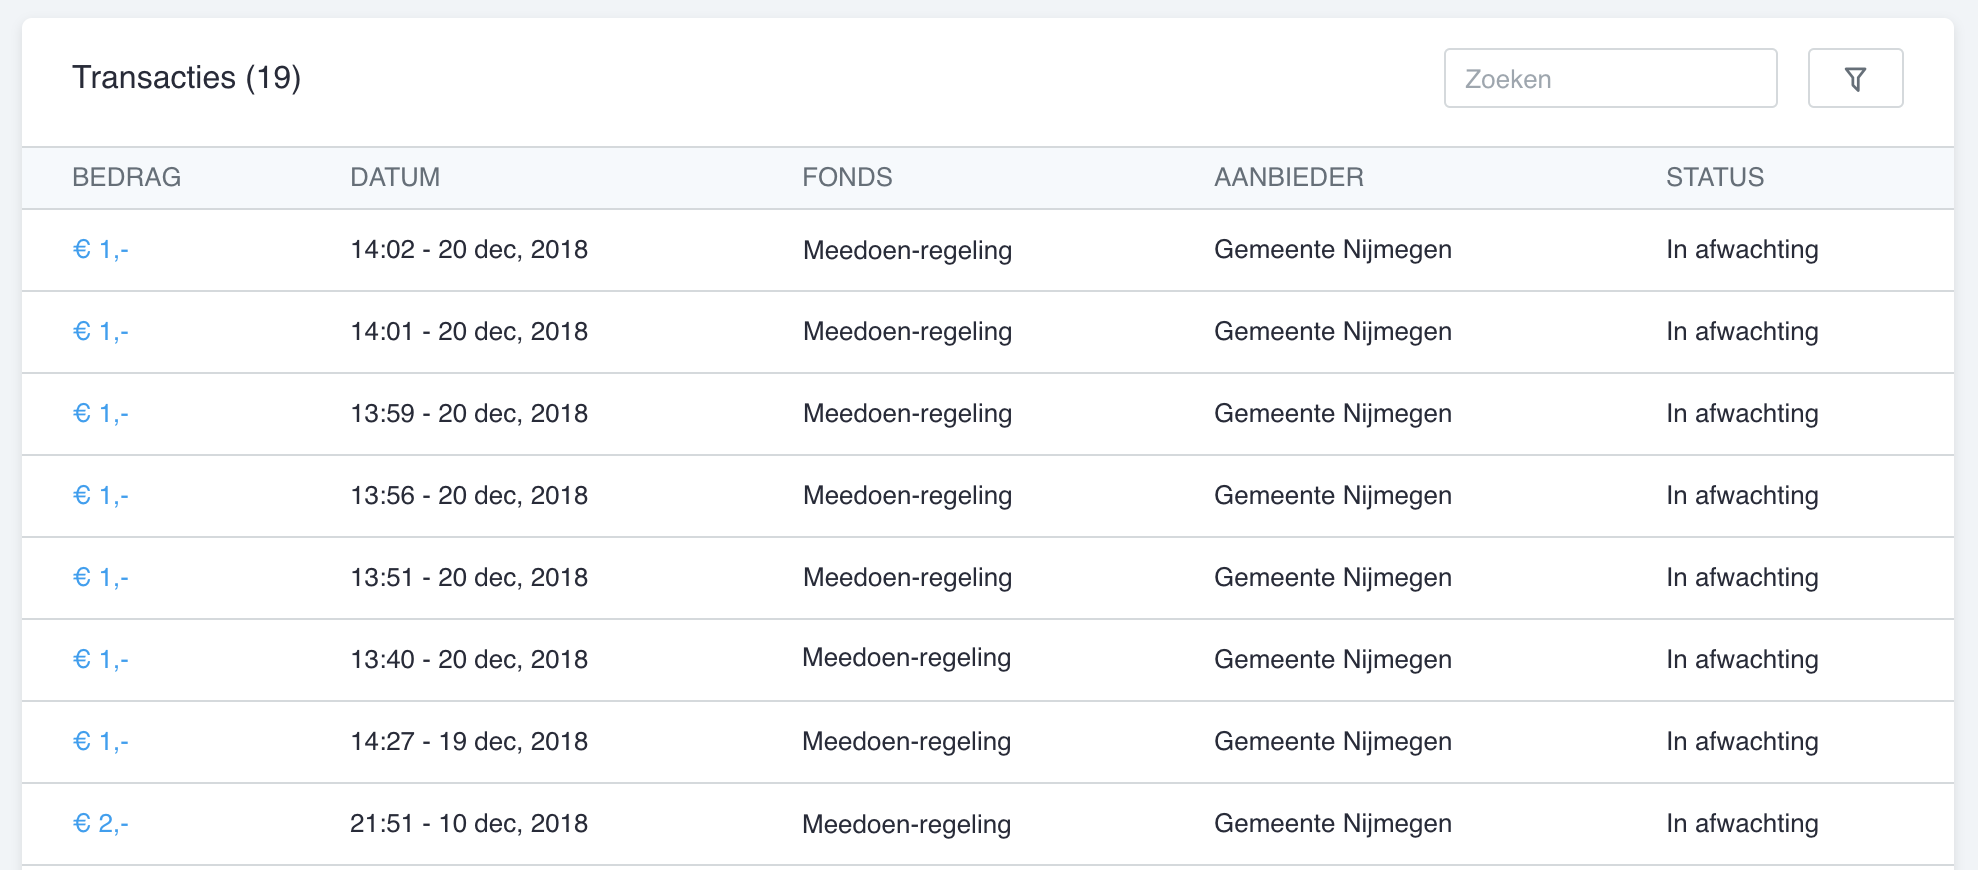 Transacties (19)
Zoeken
BEDRAG DATUM FONDS AANBIEDER STATUS
€ 1,- 14:02 - 20 dec, 2018 Meedoen-regeling Gemeente Nijmegen In afwachting
€ 1,- 14:01 - 20 dec, 2018 Meedoen-regeling Gemeente Nijmegen In afwachting
€ 1,- 13:59 - 20 dec, 2018 Meedoen-regeling Gemeente Nijmegen In afwachting
€ 1,- 13:56 - 20 dec, 2018 Meedoen-regeling Gemeente Nijmegen In afwachting
€ 1,- 13:51 - 20 dec, 2018 Meedoen-regeling Gemeente Nijmegen In afwachting
€ 1,- 13:40 - 20 dec, 2018 Meedoen-regeling Gemeente Nijmegen In afwachting
€ 1,- 14:27 - 19 dec, 2018 Meedoen-regeling Gemeente Nijmegen In afwachting
€ 2,- 21:51 - 10 dec, 2018 Meedoen-regeling Gemeente Nijmegen In afwachting